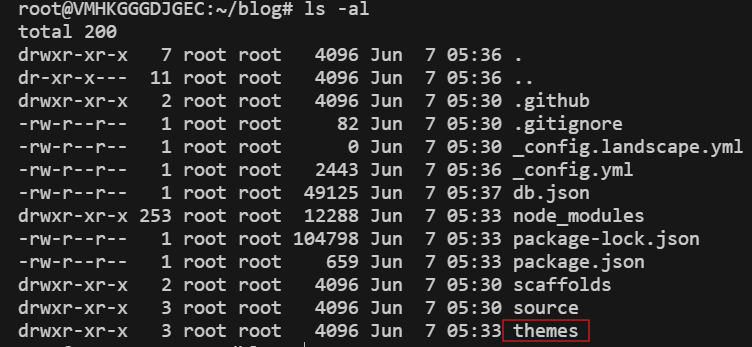 root@VMHKGGGDJGEC:~/blog# ls -al
total 200
drwxr-xr-x   7 root root   4096 Jun  7 05:36 .
dr-xr-x---  11 root root   4096 Jun  7 05:36 ..
drwxr-xr-x   2 root root   4096 Jun  7 05:30 .github
-rw-r--r--   1 root root     82 Jun  7 05:30 .gitignore
-rw-r--r--   1 root root      0 Jun  7 05:30 _config.landscape.yml
-rw-r--r--   1 root root   2443 Jun  7 05:36 _config.yml
-rw-r--r--   1 root root  49125 Jun  7 05:37 db.json
drwxr-xr-x 253 root root  12288 Jun  7 05:33 node_modules
-rw-r--r--   1 root root 104798 Jun  7 05:33 package-lock.json
-rw-r--r--   1 root root    659 Jun  7 05:33 package.json
drwxr-xr-x   2 root root   4096 Jun  7 05:30 scaffolds
drwxr-xr-x   3 root root   4096 Jun  7 05:30 source
drwxr-xr-x   3 root root   4096 Jun  7 05:33 themes